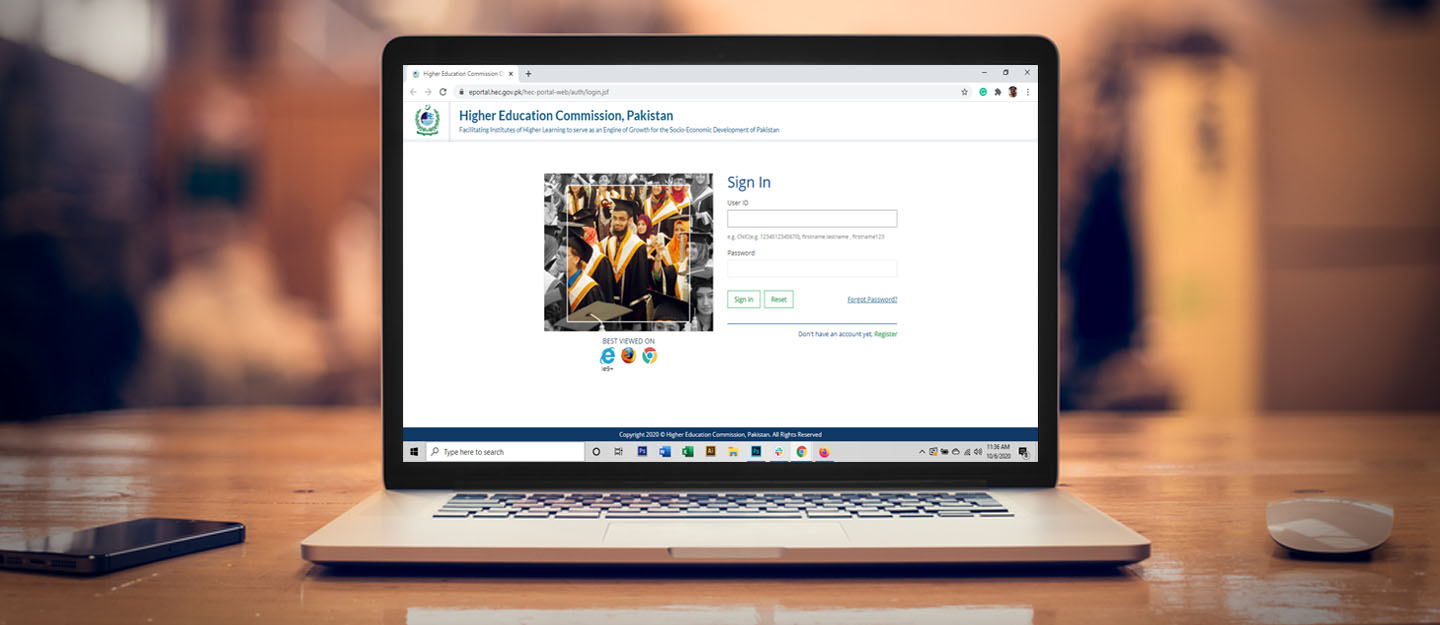 Higher Education Commission
eportal.hec.gov.pk/hec-portal-web/auth/login.jsf
Higher Education Commission, Pakistan
Facilitating Institutes of Higher Learning to serve as an Engine of Growth for the Socio-Economic Development of Pakistan
Sign In
User ID
e.g. CNIC(e.g. 1234512345670), firstname.lastname , firstname123
Password
Sign In
Reset
Forgot Password?
Don't have an account yet, Register
BEST VIEWED ON
ie9+
Copyright 2020 © Higher Education Commission, Pakistan. All Rights Reserved
Type here to search
Ps
Ai
Ps
11:36 AM
10/6/2020